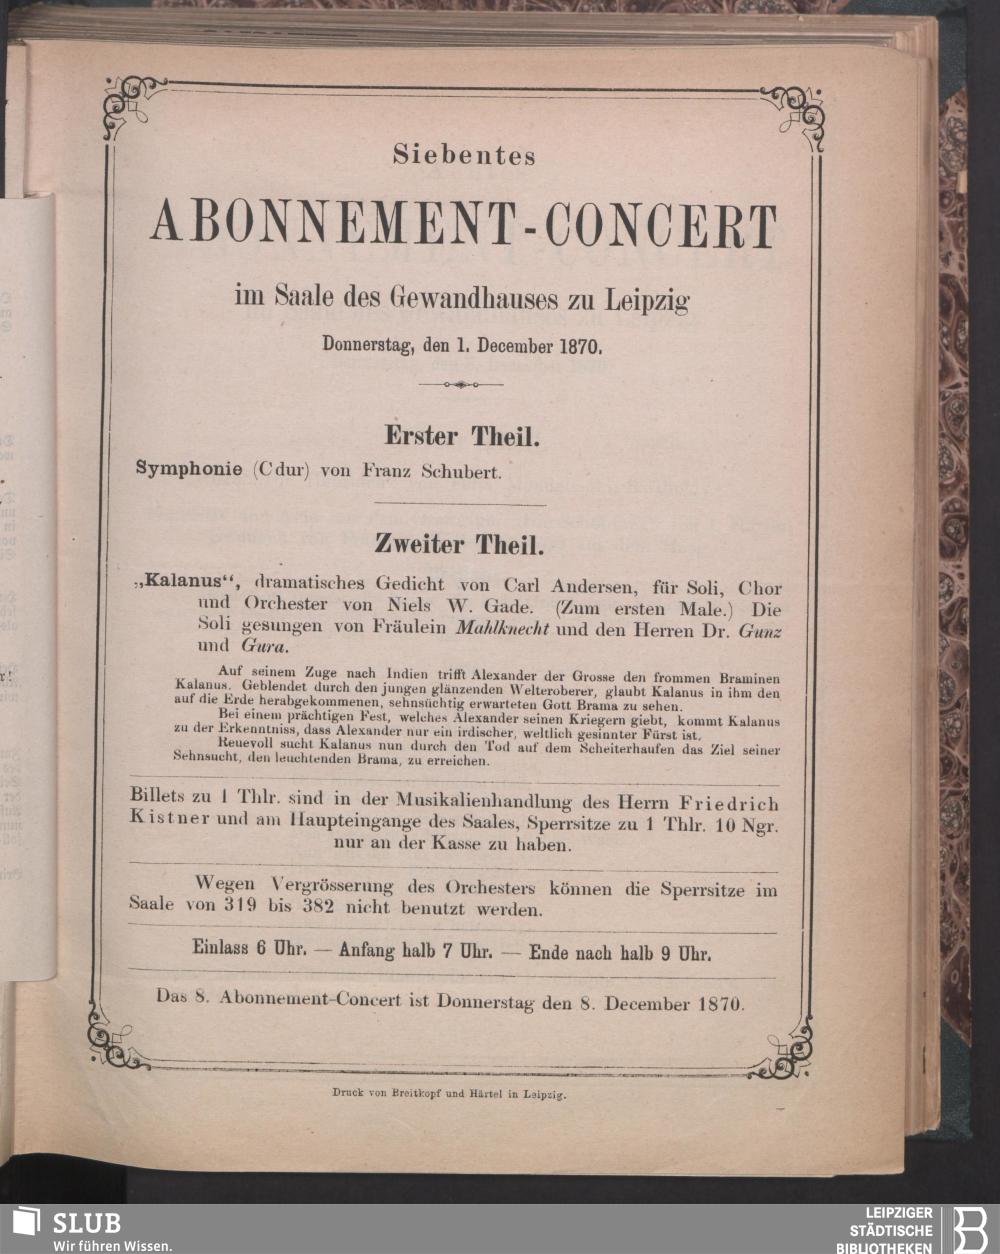 Siebentes
ABONNEMENT-CONCERT
im Saale des Gewandhauses zu Leipzig
Donnerstag, den 1. December 1870.
Erster Theil.
Symphonie (Cdur) von Franz Schubert.
Zweiter Theil.
„Kalanus“, dramatisches Gedicht von Carl Andersen, für Soli, Chor
und Orchester von Niels W. Gade. (Zum ersten Male.) Die
Soli gesungen von Fräulein Mahlknecht und den Herren Dr. Gunz
und Gura.
Auf seinem Zuge nach Indien trifft Alexander der Grosse den frommen Braminen
Kalanus. Geblendet durch den jungen glänzenden Welteroberer, glaubt Kalanus in ihm den
auf die Erde herabgekommenen, sehnsüchtig erwarteten Gott Brama zu sehen.
Bei einem prächtigen Fest, welches Alexander seinen Kriegern giebt, kommt Kalanus
zu der Erkenntniss, dass Alexander nur ein irdischer, weltlich gesinnter Fürst ist.
Reuevoll sucht Kalanus nun durch den Tod auf dem Scheiterhaufen das Ziel seiner
Sehnsucht, den leuchtenden Brama, zu erreichen.
Billets zu 1 Thlr. sind in der Musikalienhandlung des Herrn Friedrich
Kistner und am Haupteingange des Saales, Sperrsitze zu 1 Thlr. 10 Ngr.
nur an der Kasse zu haben.
Wegen Vergrösserung des Orchesters können die Sperrsitze im
Saale von 319 bis 382 nicht benutzt werden.
Einlass 6 Uhr. — Anfang halb 7 Uhr. — Ende nach halb 9 Uhr.
Das 8. Abonnement-Concert ist Donnerstag den 8. December 1870.
Druck von Breitkopf und Härtel in Leipzig.
SLUB
Wir führen Wissen.
LEIPZIGER
STÄDTISCHE
BIBLIOTHEKEN